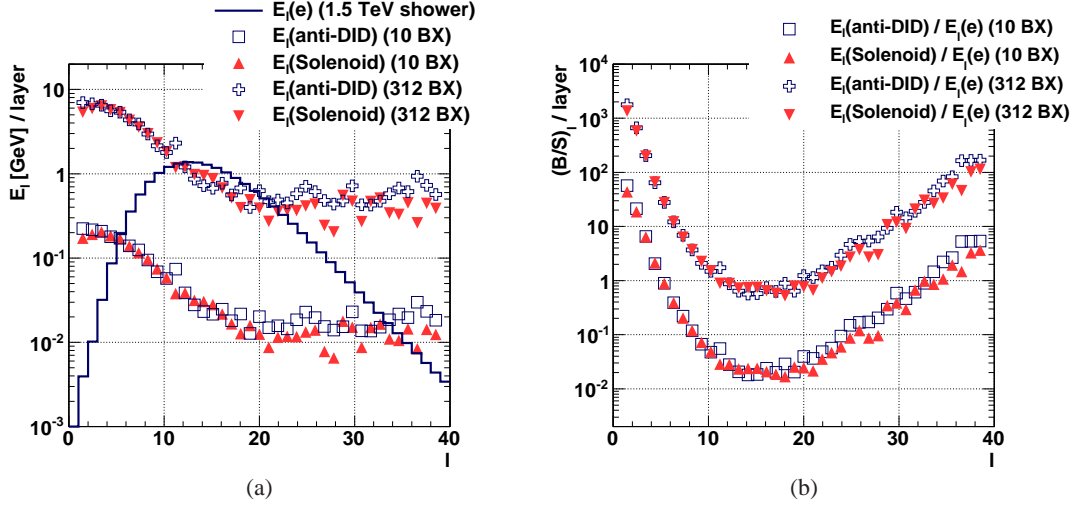 E_l(e) (1.5 TeV shower)
E_l(anti-DID) (10 BX)
E_l(Solenoid) (10 BX)
E_l(anti-DID) (312 BX)
E_l(Solenoid) (312 BX)
E_l [GeV] / layer
10
1
10^-1
10^-2
10^-3
0 10 20 30 40
l
(a)
E_l(anti-DID) / E_l(e) (10 BX)
E_l(Solenoid) / E_l(e) (10 BX)
E_l(anti-DID) / E_l(e) (312 BX)
E_l(Solenoid) / E_l(e) (312 BX)
(B/S)_l / layer
10^4
10^3
10^2
10
1
10^-1
10^-2
0 10 20 30 40
l
(b)